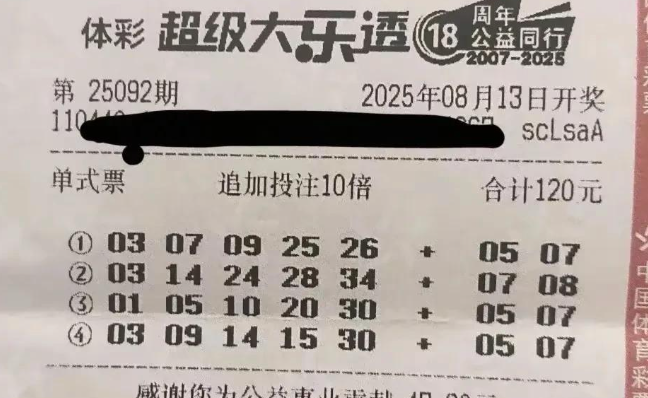 体彩 超级大乐透 18 周年 公益同行 2007-2025
第 25092期 2025年08月13日开奖
scLsaA
单式票 追加投注10倍 合计120元
① 03 07 09 25 26 + 05 07
② 03 14 24 28 34 + 07 08
③ 01 05 10 20 30 + 05 07
④ 03 09 14 15 30 + 05 07
感谢您为公益事业贡献
中国体育彩